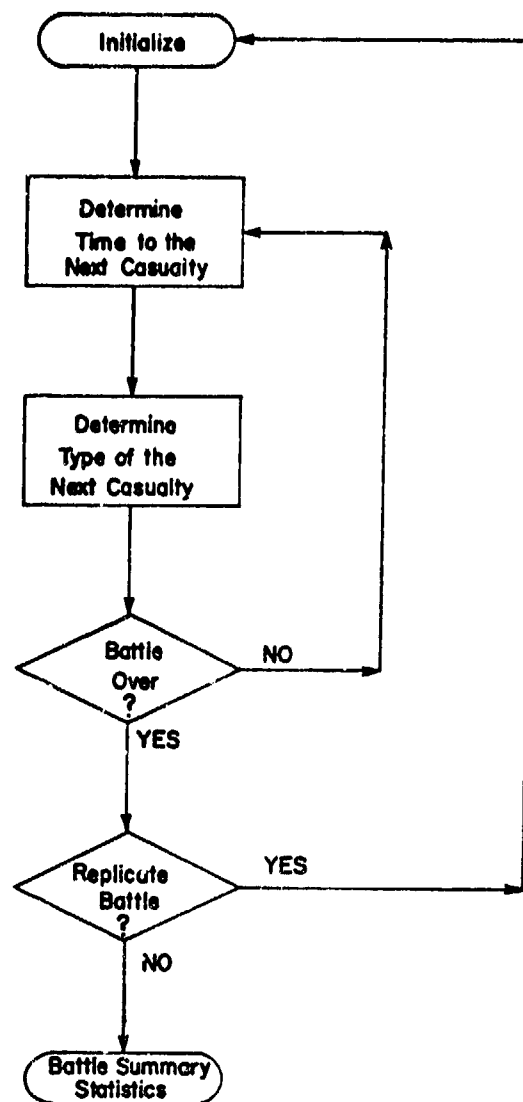 Initialize
Determine
Time to the
Next Casualty
Determine
Type of the
Next Casualty
Battle
Over
?
NO
YES
Replicute
Battle
?
YES
NO
Battle Summary
Statistics